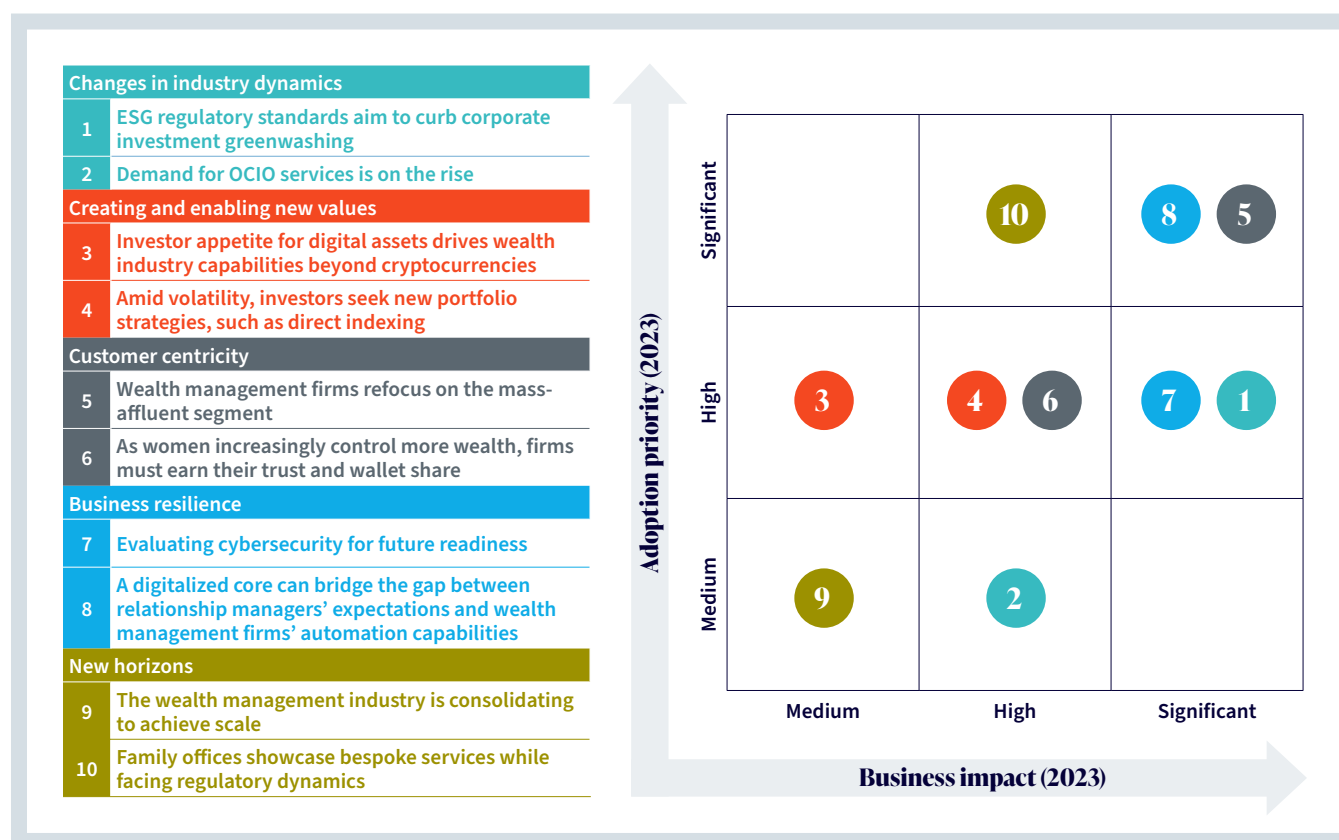 Changes in industry dynamics
1
ESG regulatory standards aim to curb corporate
investment greenwashing
2
Demand for OCIO services is on the rise
Creating and enabling new values
3
Investor appetite for digital assets drives wealth
industry capabilities beyond cryptocurrencies
4
Amid volatility, investors seek new portfolio
strategies, such as direct indexing
Customer centricity
5
Wealth management firms refocus on the mass-
affluent segment
6
As women increasingly control more wealth, firms
must earn their trust and wallet share
Business resilience
7
Evaluating cybersecurity for future readiness
8
A digitalized core can bridge the gap between
relationship managers’ expectations and wealth
management firms’ automation capabilities
New horizons
9
The wealth management industry is consolidating
to achieve scale
10
Family offices showcase bespoke services while
facing regulatory dynamics
Adoption priority (2023)
Significant
10
8
5
High
3
4
6
7
1
Medium
9
2
Medium
High
Significant
Business impact (2023)